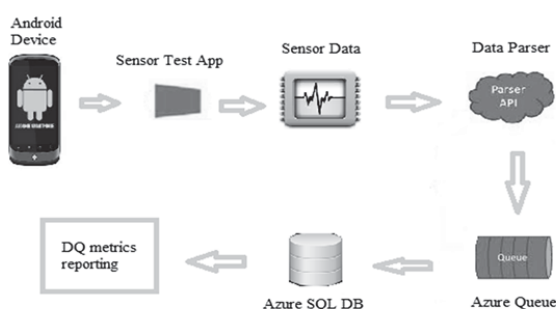 Android
Device
Sensor Test App
Sensor Data
Data Parser
Parser
API
DQ metrics
reporting
Queue
Azure SQL DB
Azure Queue